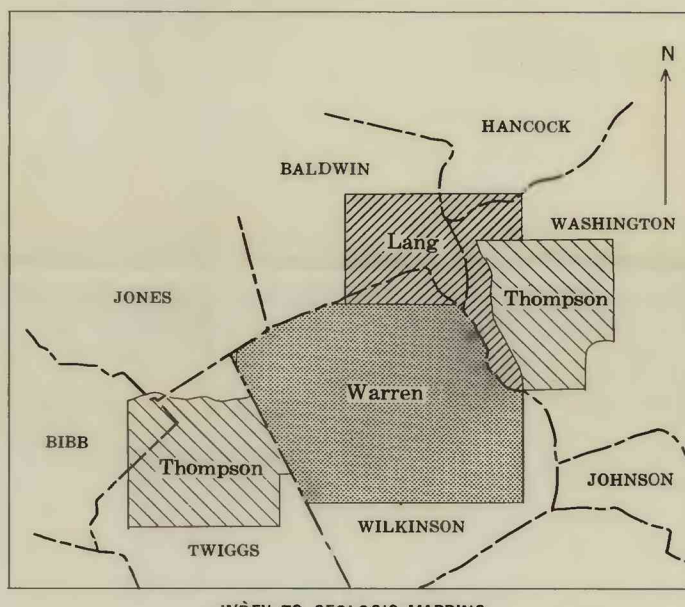 N
HANCOCK
BALDWIN
WASHINGTON
Lang
JONES
Thompson
Warren
BIBB
Thompson
JOHNSON
WILKINSON
TWIGGS